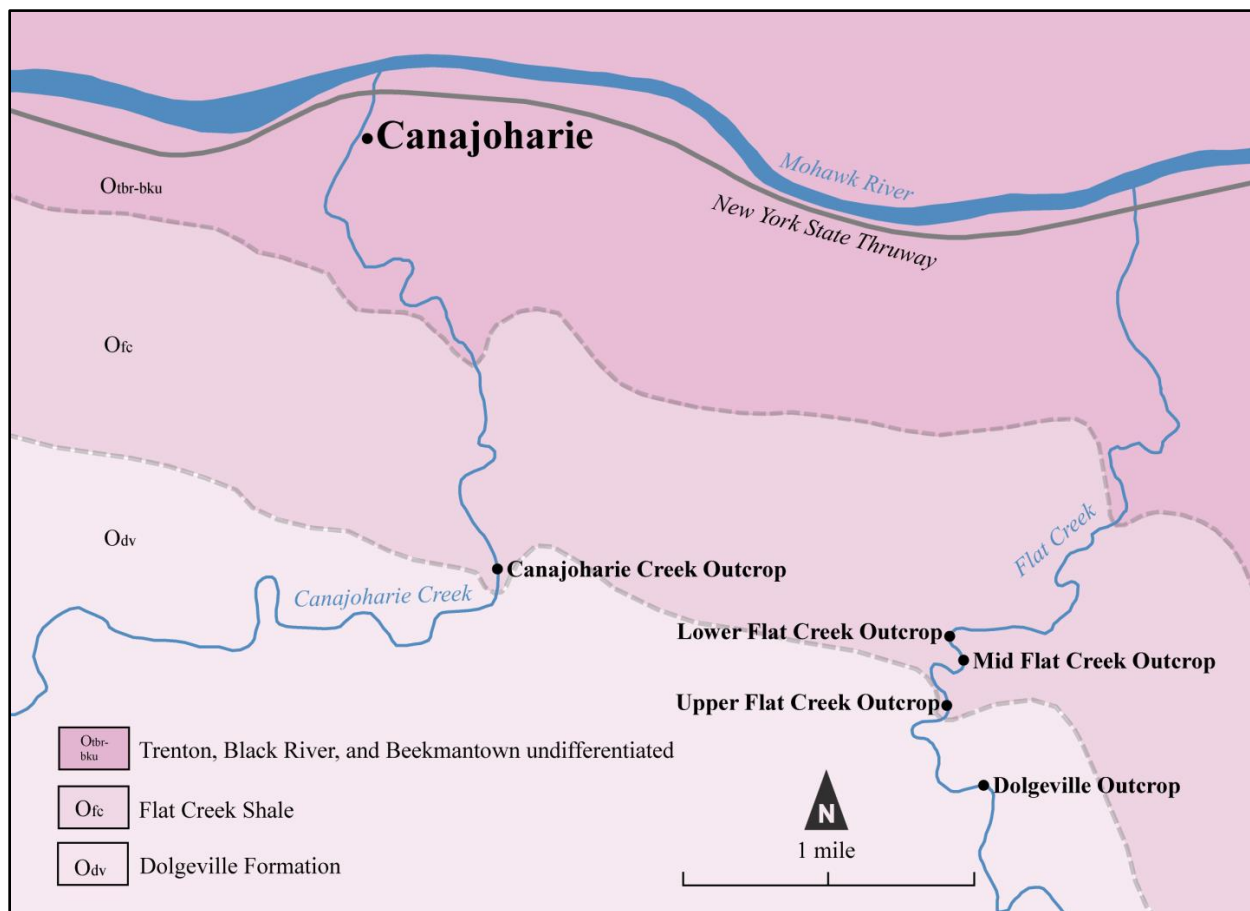 Canajoharie
Mohawk River
New York State Thruway
Otbr-bku
Ofc
Odv
Canajoharie Creek Outcrop
Canajoharie Creek
Flat Creek
Lower Flat Creek Outcrop
Mid Flat Creek Outcrop
Upper Flat Creek Outcrop
Dolgeville Outcrop
Otbr-
bku
Trenton, Black River, and Beekmantown undifferentiated
Ofc
Flat Creek Shale
Odv
Dolgeville Formation
N
1 mile